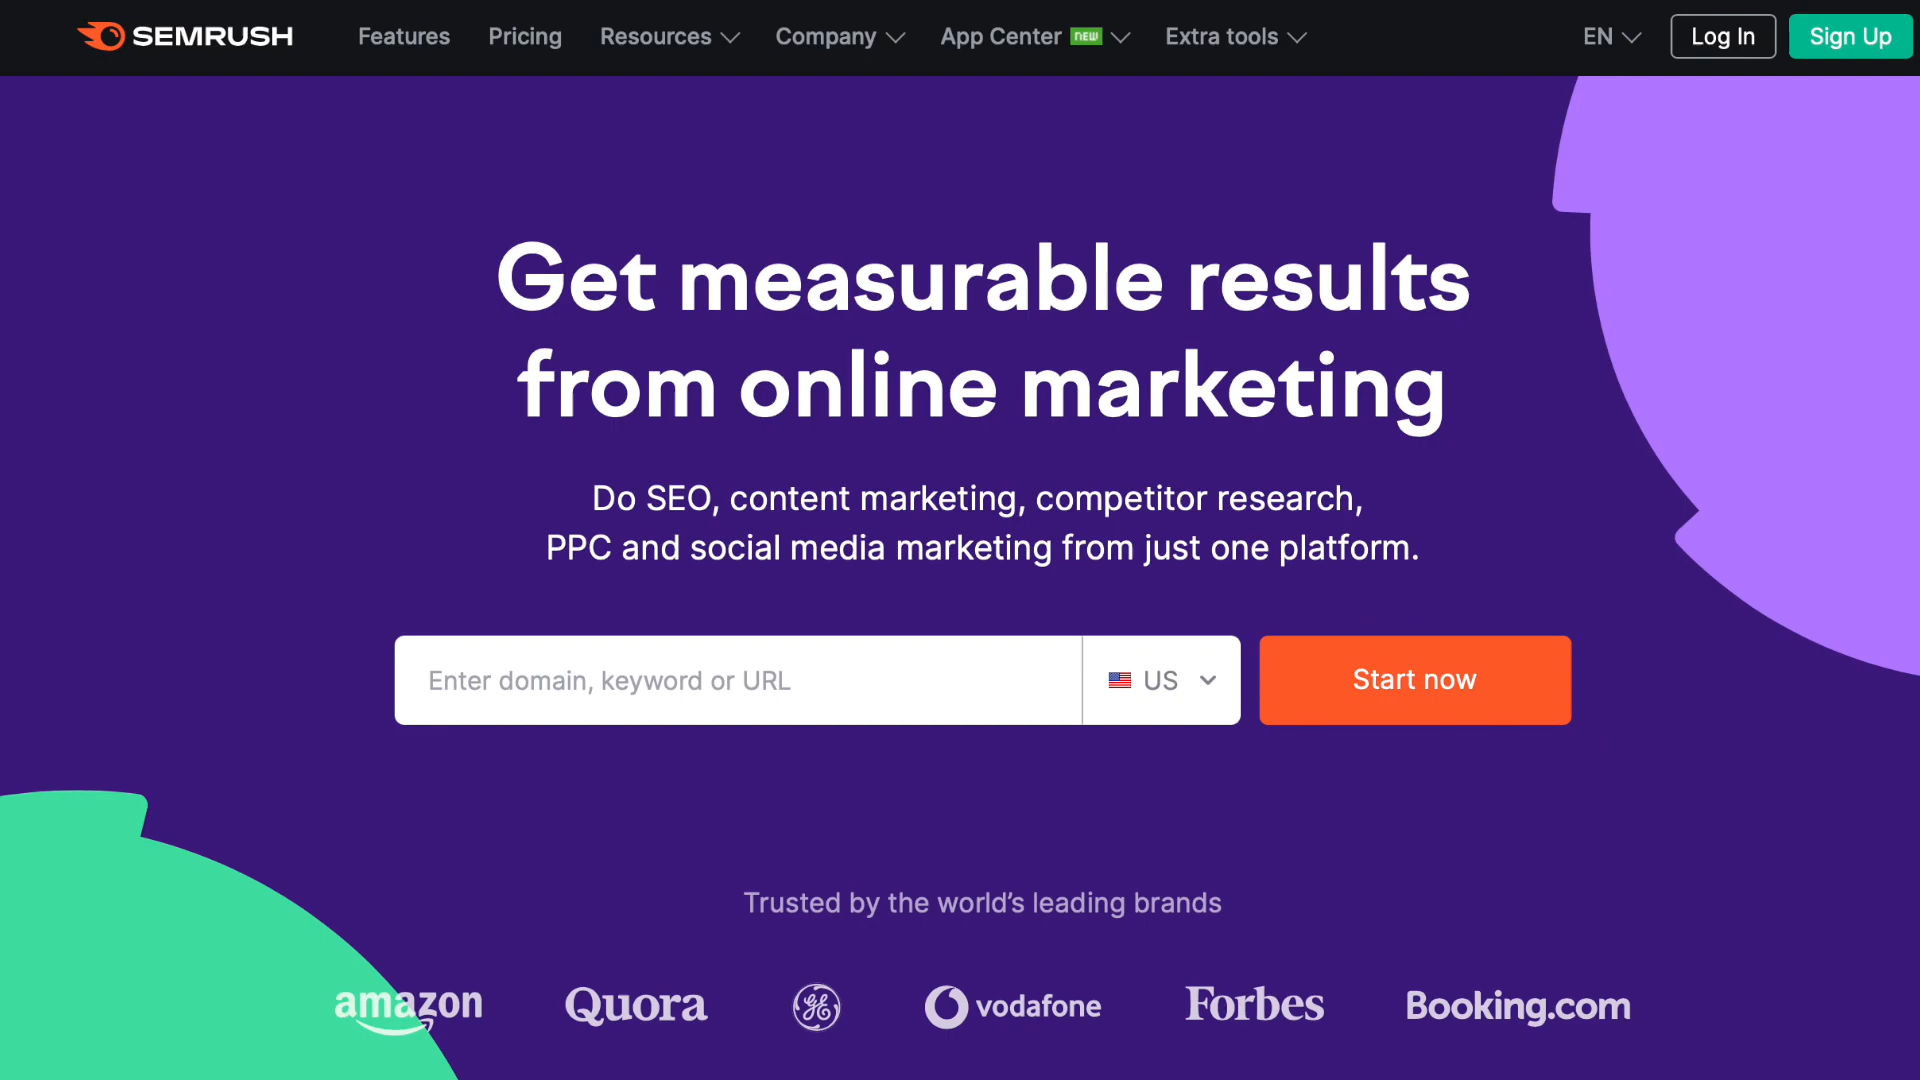 SEMRUSH Features Pricing Resources Company App Center NEW Extra tools EN Log In Sign Up
Get measurable results
from online marketing
Do SEO, content marketing, competitor research,
PPC and social media marketing from just one platform.
Enter domain, keyword or URL US Start now
Trusted by the world's leading brands
amazon Quora GE vodafone Forbes Booking.com